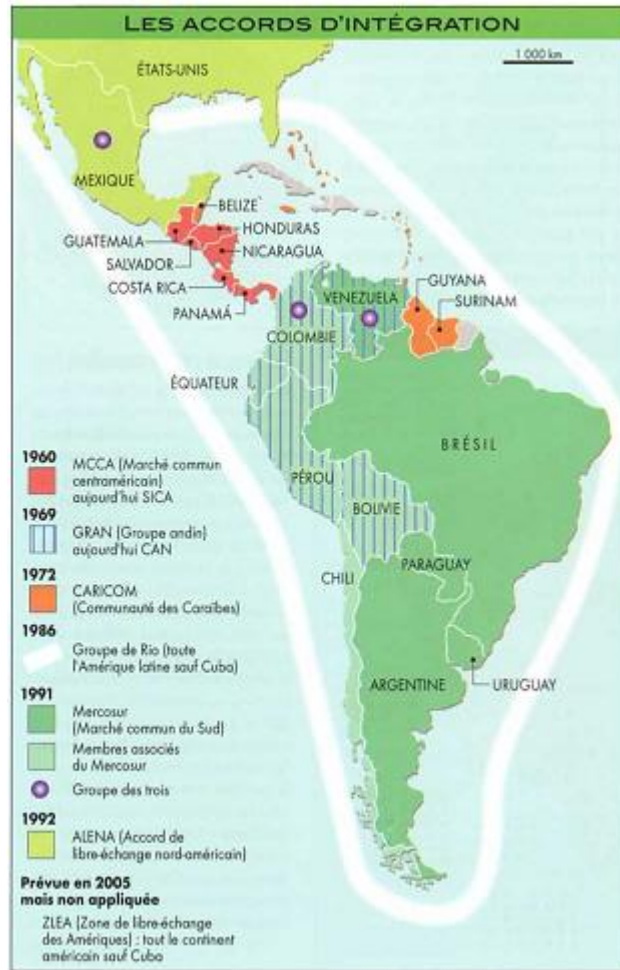 LES ACCORDS D'INTÉGRATION
1 000 km
ÉTATS-UNIS
MEXIQUE
BELIZE
HONDURAS
GUATEMALA
NICARAGUA
SALVADOR
COSTA RICA
PANAMÁ
VENEZUELA
GUYANA
SURINAM
COLOMBIE
ÉQUATEUR
BRÉSIL
PÉROU
BOLIVIE
PARAGUAY
CHILI
ARGENTINE
URUGUAY
1960
MCCA (Marché commun
centraméricain)
aujourd'hui SICA
1969
GRAN (Groupe andin)
aujourd'hui CAN
1972
CARICOM
(Communauté des Caraïbes)
1986
Groupe de Rio (toute
l'Amérique latine sauf Cuba)
1991
Mercosur
(Marché commun du Sud)
Membres associés
du Mercosur
Groupe des trois
1992
ALENA (Accord de
libre-échange nord-américain)
Prévue en 2005
mais non appliquée
ZLEA (Zone de libre-échange
des Amériques) : tout le continent
américain sauf Cuba